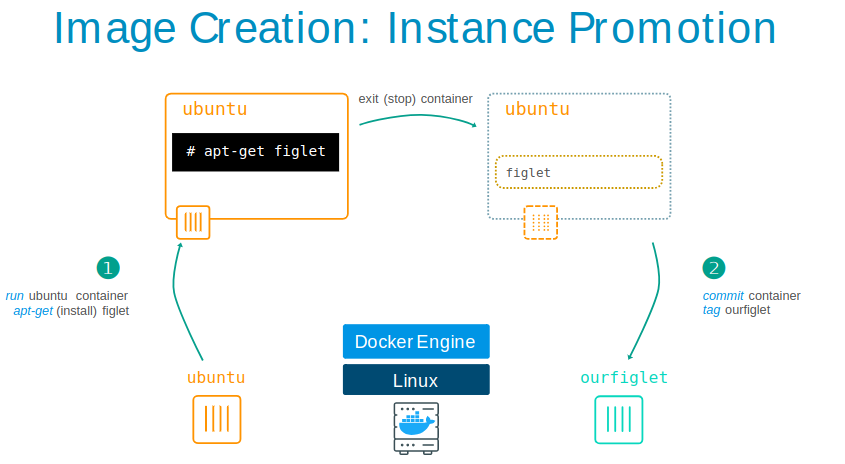 Image Creation: Instance Promotion
ubuntu
# apt-get figlet
exit (stop) container
ubuntu
figlet
1
run ubuntu container
apt-get (install) figlet
2
commit container
tag ourfiglet
ubuntu
Docker Engine
Linux
ourfiglet